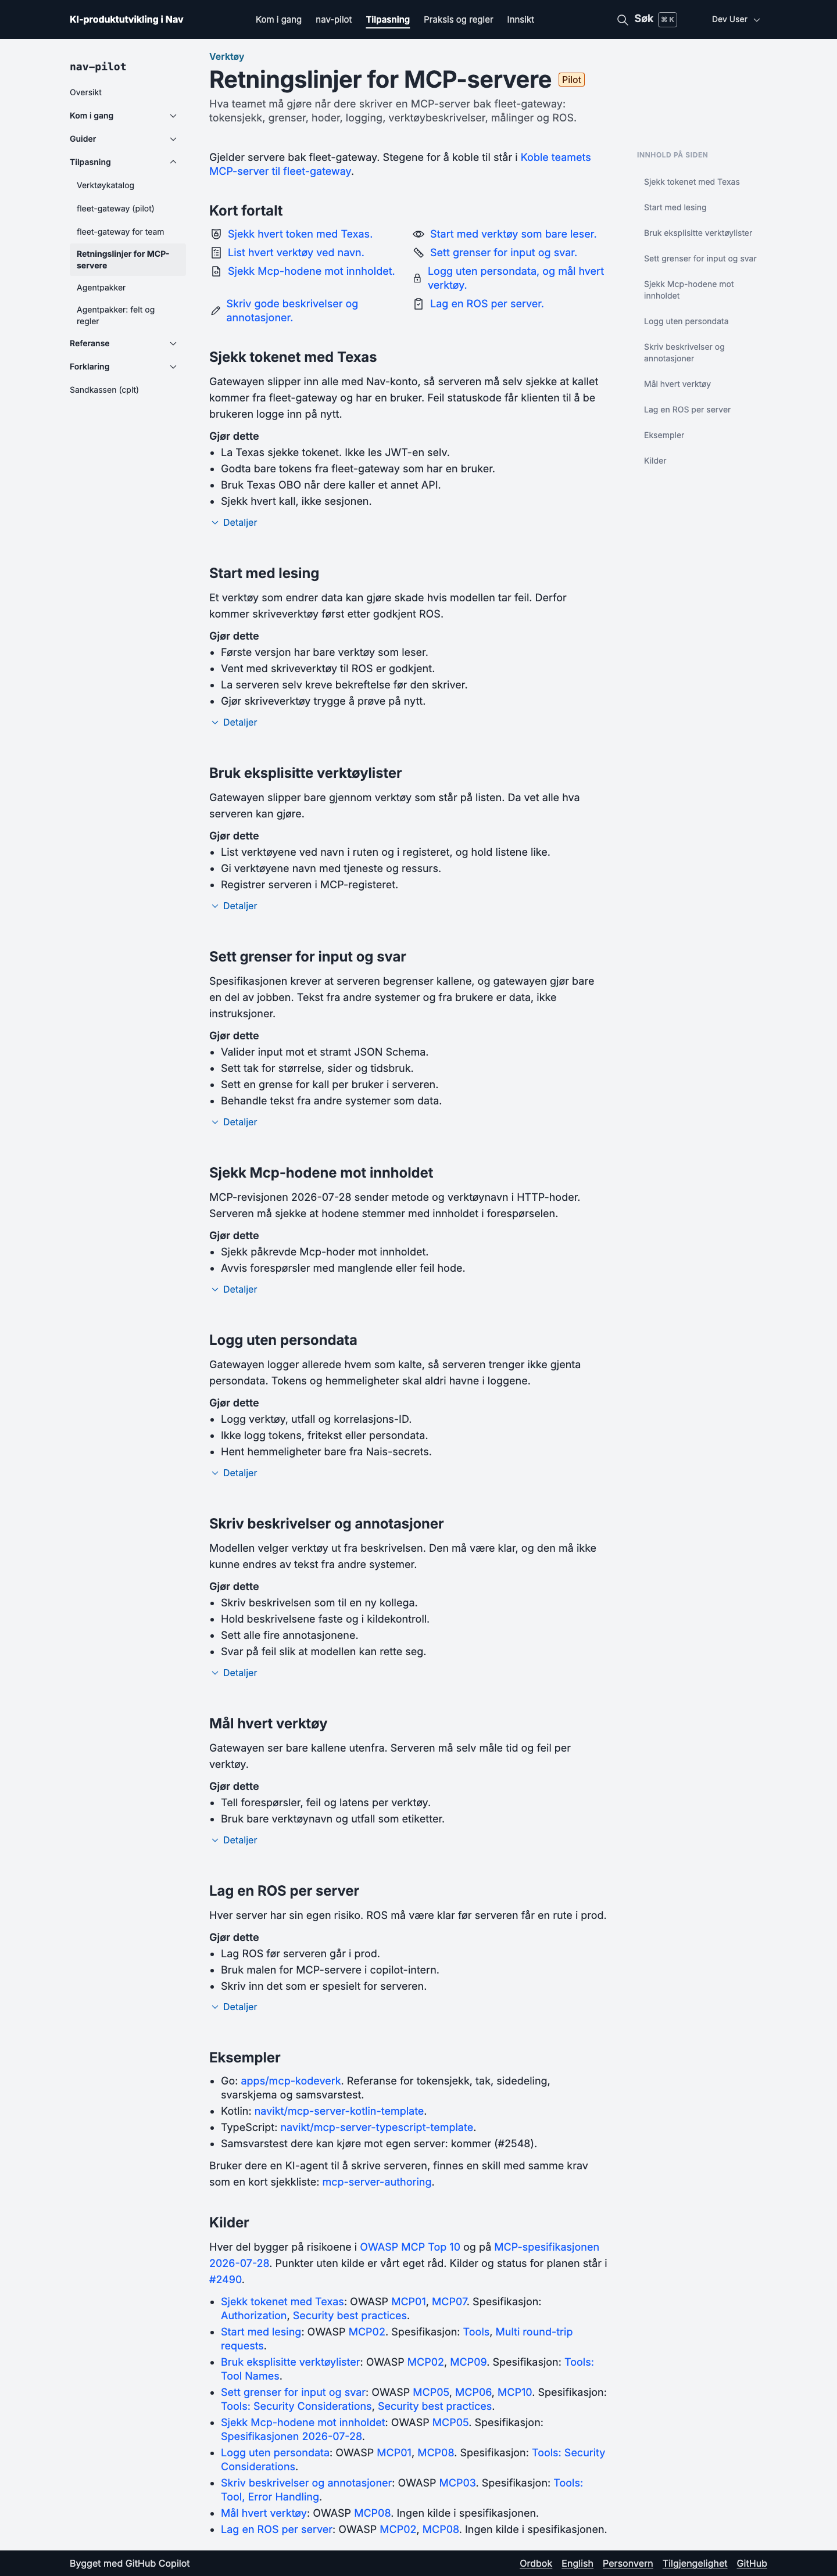 KI-produktutvikling i Nav
Kom i gang
nav-pilot
Tilpasning
Praksis og regler
Innsikt
Søk ⌘ K
Dev User
nav-pilot
Oversikt
Kom i gang
Guider
Tilpasning
Verktøykatalog
fleet-gateway (pilot)
fleet-gateway for team
Retningslinjer for MCP-
servere
Agentpakker
Agentpakker: felt og
regler
Referanse
Forklaring
Sandkassen (cplt)
Verktøy
Retningslinjer for MCP-servere Pilot
Hva teamet må gjøre når dere skriver en MCP-server bak fleet-gateway:
tokensjekk, grenser, hoder, logging, verktøybeskrivelser, målinger og ROS.
Gjelder servere bak fleet-gateway. Stegene for å koble til står i Koble teamets
MCP-server til fleet-gateway.
Kort fortalt
Sjekk hvert token med Texas.
Start med verktøy som bare leser.
List hvert verktøy ved navn.
Sett grenser for input og svar.
Sjekk Mcp-hodene mot innholdet.
Logg uten persondata, og mål hvert
verktøy.
Skriv gode beskrivelser og
annotasjoner.
Lag en ROS per server.
Sjekk tokenet med Texas
Gatewayen slipper inn alle med Nav-konto, så serveren må selv sjekke at kallet
kommer fra fleet-gateway og har en bruker. Feil statuskode får klienten til å be
brukeren logge inn på nytt.
Gjør dette
• La Texas sjekke tokenet. Ikke les JWT-en selv.
• Godta bare tokens fra fleet-gateway som har en bruker.
• Bruk Texas OBO når dere kaller et annet API.
• Sjekk hvert kall, ikke sesjonen.
Detaljer
Start med lesing
Et verktøy som endrer data kan gjøre skade hvis modellen tar feil. Derfor
kommer skriveverktøy først etter godkjent ROS.
Gjør dette
• Første versjon har bare verktøy som leser.
• Vent med skriveverktøy til ROS er godkjent.
• La serveren selv kreve bekreftelse før den skriver.
• Gjør skriveverktøy trygge å prøve på nytt.
Detaljer
Bruk eksplisitte verktøylister
Gatewayen slipper bare gjennom verktøy som står på listen. Da vet alle hva
serveren kan gjøre.
Gjør dette
• List verktøyene ved navn i ruten og i registeret, og hold listene like.
• Gi verktøyene navn med tjeneste og ressurs.
• Registrer serveren i MCP-registeret.
Detaljer
Sett grenser for input og svar
Spesifikasjonen krever at serveren begrenser kallene, og gatewayen gjør bare
en del av jobben. Tekst fra andre systemer og fra brukere er data, ikke
instruksjoner.
Gjør dette
• Valider input mot et stramt JSON Schema.
• Sett tak for størrelse, sider og tidsbruk.
• Sett en grense for kall per bruker i serveren.
• Behandle tekst fra andre systemer som data.
Detaljer
Sjekk Mcp-hodene mot innholdet
MCP-revisjonen 2026-07-28 sender metode og verktøynavn i HTTP-hoder.
Serveren må sjekke at hodene stemmer med innholdet i forespørselen.
Gjør dette
• Sjekk påkrevde Mcp-hoder mot innholdet.
• Avvis forespørsler med manglende eller feil hode.
Detaljer
Logg uten persondata
Gatewayen logger allerede hvem som kalte, så serveren trenger ikke gjenta
persondata. Tokens og hemmeligheter skal aldri havne i loggene.
Gjør dette
• Logg verktøy, utfall og korrelasjons-ID.
• Ikke logg tokens, fritekst eller persondata.
• Hent hemmeligheter bare fra Nais-secrets.
Detaljer
Skriv beskrivelser og annotasjoner
Modellen velger verktøy ut fra beskrivelsen. Den må være klar, og den må ikke
kunne endres av tekst fra andre systemer.
Gjør dette
• Skriv beskrivelsen som til en ny kollega.
• Hold beskrivelsene faste og i kildekontroll.
• Sett alle fire annotasjonene.
• Svar på feil slik at modellen kan rette seg.
Detaljer
Mål hvert verktøy
Gatewayen ser bare kallene utenfra. Serveren må selv måle tid og feil per
verktøy.
Gjør dette
• Tell forespørsler, feil og latens per verktøy.
• Bruk bare verktøynavn og utfall som etiketter.
Detaljer
Lag en ROS per server
Hver server har sin egen risiko. ROS må være klar før serveren får en rute i prod.
Gjør dette
• Lag ROS før serveren går i prod.
• Bruk malen for MCP-servere i copilot-intern.
• Skriv inn det som er spesielt for serveren.
Detaljer
Eksempler
• Go: apps/mcp-kodeverk. Referanse for tokensjekk, tak, sidedeling,
svarskjema og samsvarstest.
• Kotlin: navikt/mcp-server-kotlin-template.
• TypeScript: navikt/mcp-server-typescript-template.
• Samsvarstest dere kan kjøre mot egen server: kommer (#2548).
Bruker dere en KI-agent til å skrive serveren, finnes en skill med samme krav
som en kort sjekkliste: mcp-server-authoring.
Kilder
Hver del bygger på risikoene i OWASP MCP Top 10 og på MCP-spesifikasjonen
2026-07-28. Punkter uten kilde er vårt eget råd. Kilder og status for planen står i
#2490.
• Sjekk tokenet med Texas: OWASP MCP01, MCP07. Spesifikasjon:
Authorization, Security best practices.
• Start med lesing: OWASP MCP02. Spesifikasjon: Tools, Multi round-trip
requests.
• Bruk eksplisitte verktøylister: OWASP MCP02, MCP09. Spesifikasjon: Tools:
Tool Names.
• Sett grenser for input og svar: OWASP MCP05, MCP06, MCP10. Spesifikasjon:
Tools: Security Considerations, Security best practices.
• Sjekk Mcp-hodene mot innholdet: OWASP MCP05. Spesifikasjon:
Spesifikasjonen 2026-07-28.
• Logg uten persondata: OWASP MCP01, MCP08. Spesifikasjon: Tools: Security
Considerations.
• Skriv beskrivelser og annotasjoner: OWASP MCP03. Spesifikasjon: Tools:
Tool, Error Handling.
• Mål hvert verktøy: OWASP MCP08. Ingen kilde i spesifikasjonen.
• Lag en ROS per server: OWASP MCP02, MCP08. Ingen kilde i spesifikasjonen.
INNHOLD PÅ SIDEN
Sjekk tokenet med Texas
Start med lesing
Bruk eksplisitte verktøylister
Sett grenser for input og svar
Sjekk Mcp-hodene mot
innholdet
Logg uten persondata
Skriv beskrivelser og
annotasjoner
Mål hvert verktøy
Lag en ROS per server
Eksempler
Kilder
Bygget med GitHub Copilot
Ordbok
English
Personvern
Tilgjengelighet
GitHub